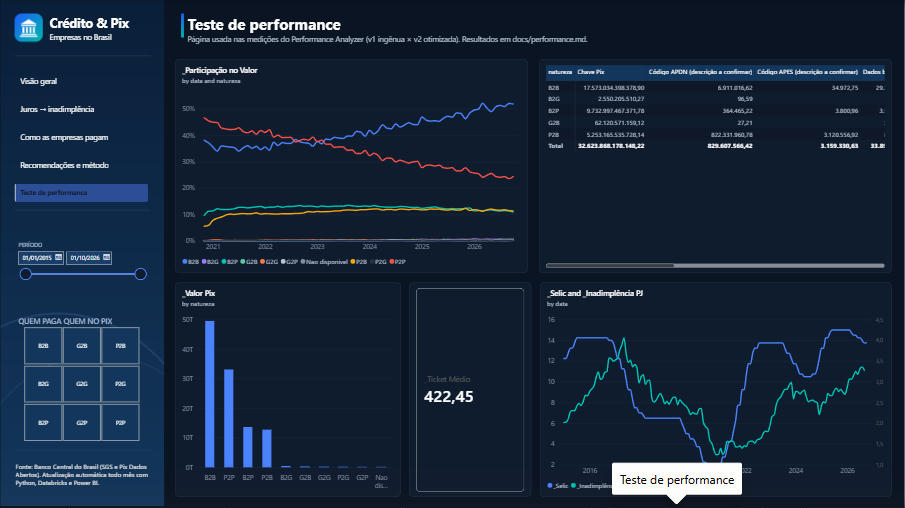 Crédito & Pix
Empresas no Brasil
Visão geral
Juros → inadimplência
Como as empresas pagam
Recomendações e método
Teste de performance
PERÍODO
01/01/2015
01/10/2026
QUEM PAGA QUEM NO PIX
B2B G2B P2B
B2G G2G P2G
B2P G2P P2P
Fonte: Banco Central do Brasil (SGS e Pix Dados
Abertos). Atualização automática todo mês com
Python, Databricks e Power BI.
Teste de performance
Página usada nas medições do Performance Analyzer (v1 ingênua × v2 otimizada). Resultados em docs/performance.md.
_Participação no Valor
by data and natureza
50%
40%
30%
20%
10%
0%
2021 2022 2023 2024 2025 2026
B2B B2G B2P G2B G2G G2P Nao disponivel P2B P2G P2P
natureza Chave Pix Código APDN (descrição a confirmar) Código APES (descrição a confirmar) Dados b
B2B 17.573.034.398.378,90 6.911.016,62 34.972,75 29.
B2G 2.550.205.510,27 96,59
B2P 9.732.997.467.371,78 364.465,22 3.800,96
G2B 62.120.571.159,12 27,21
P2B 5.253.165.535.728,14 822.331.960,78 3.120.556,92
Total 32.623.868.178.148,22 829.607.566,42 3.159.330,63
_Valor Pix
by natureza
50T
40T
30T
20T
10T
0T
B2B P2P B2P P2B B2G G2B G2G P2G G2P Nao
dis...
Ticket Médio
422,45
_Selic and _Inadimplência PJ
by data
16
14
12
10
8
6
4
2
4,5
4,0
3,5
3,0
2,5
2,0
1,5
1,0
2016
2022 2024 2026
_Selic
Teste de performance